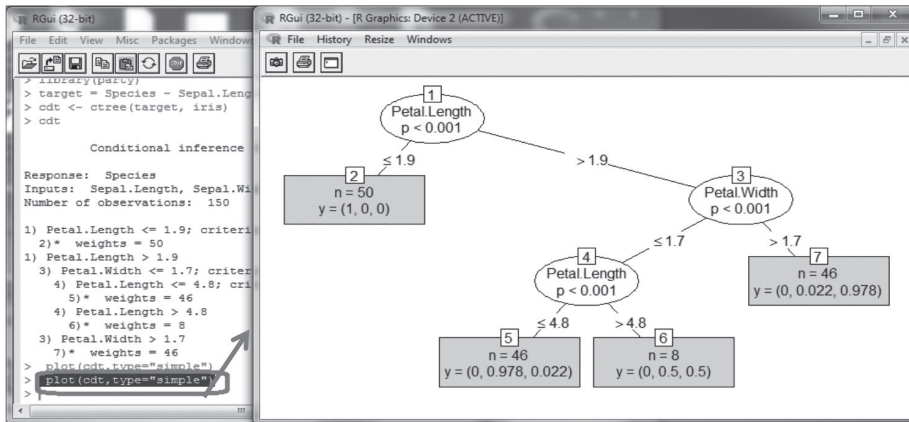 RGui (32-bit)
File Edit View Misc Packages Windows
> library(party)
> target = Species ~ Sepal.Leng
> cdt <- ctree(target, iris)
> cdt
Conditional inference
Response: Species
Inputs: Sepal.Length, Sepal.Wi
Number of observations: 150
1) Petal.Length <= 1.9; criteri
2)* weights = 50
1) Petal.Length > 1.9
3) Petal.Width <= 1.7; criter
4) Petal.Length <= 4.8; cri
5)* weights = 46
4) Petal.Length > 4.8
6)* weights = 8
3) Petal.Width > 1.7
7)* weights = 46
> plot(cdt,type="simple")
> plot(cdt,type="simple")
>
RGui (32-bit) - [R Graphics: Device 2 (ACTIVE)]
File History Resize Windows
1
Petal.Length
p < 0.001
≤ 1.9
> 1.9
2
n = 50
y = (1, 0, 0)
3
Petal.Width
p < 0.001
≤ 1.7
> 1.7
4
Petal.Length
p < 0.001
7
n = 46
y = (0, 0.022, 0.978)
≤ 4.8
> 4.8
5
n = 46
y = (0, 0.978, 0.022)
6
n = 8
y = (0, 0.5, 0.5)